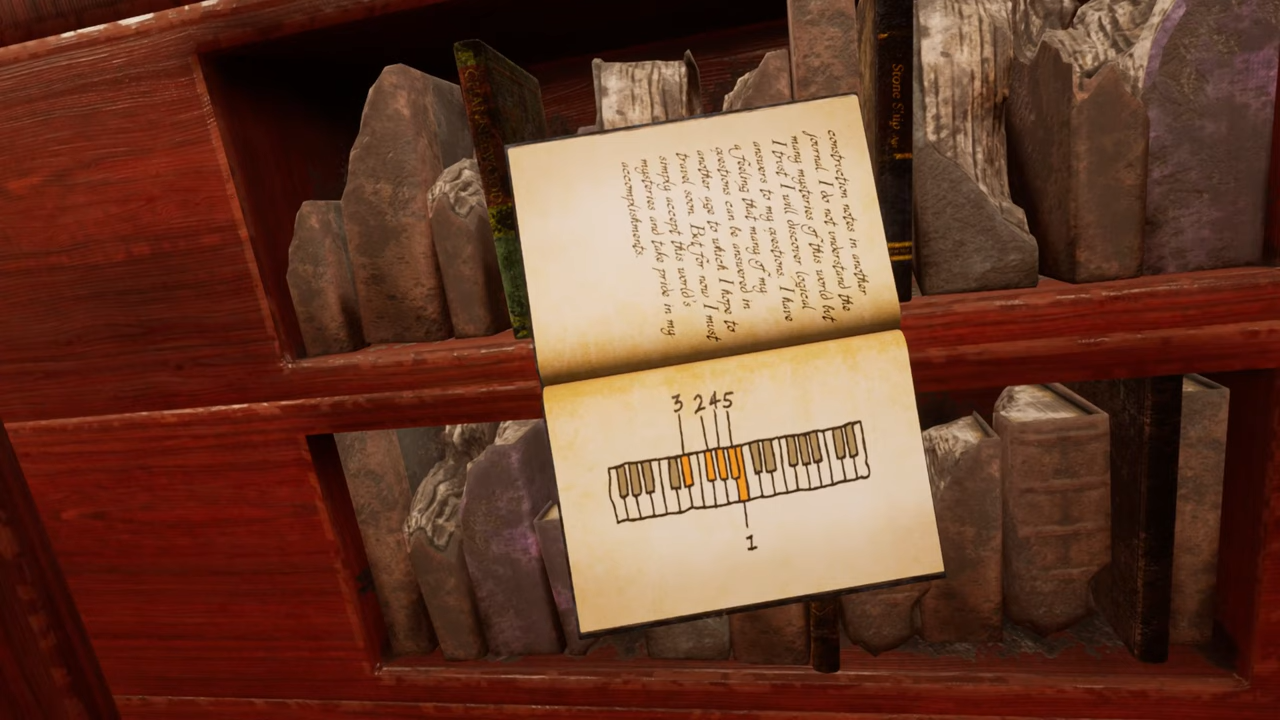 construction notes in another
journal. I do not understand the
many mysteries of this world but
I trust I will discover logical
answers to my questions. I have
a feeling that many of my
questions can be answered in
another age to which I hope to
travel soon. But for now I must
simply accept this world's
mysteries and take pride in my
accomplishments.
3 2 4 5
1
Stone Ship